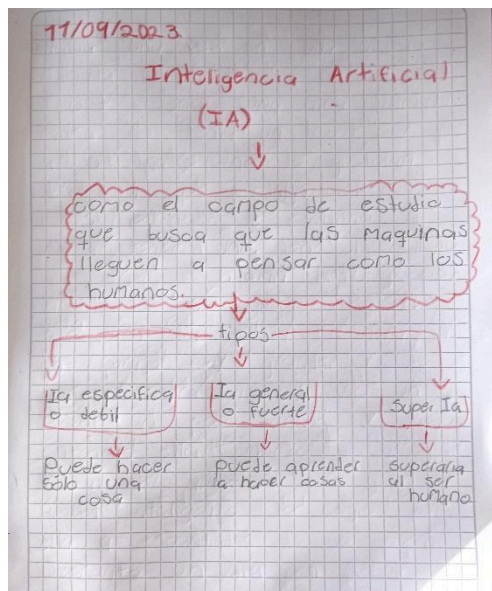 11/09/2023.
Inteligencia Artificial
(IA)
como el campo de estudio
que busca que las maquinas
lleguen a pensar como los
humanos.
tipos
Ia especifica
o debil
Ia general
o fuerte
Super Ia
Puede hacer
sólo una
cosa
puede aprender
a hacer cosas
superaria
al ser
humano